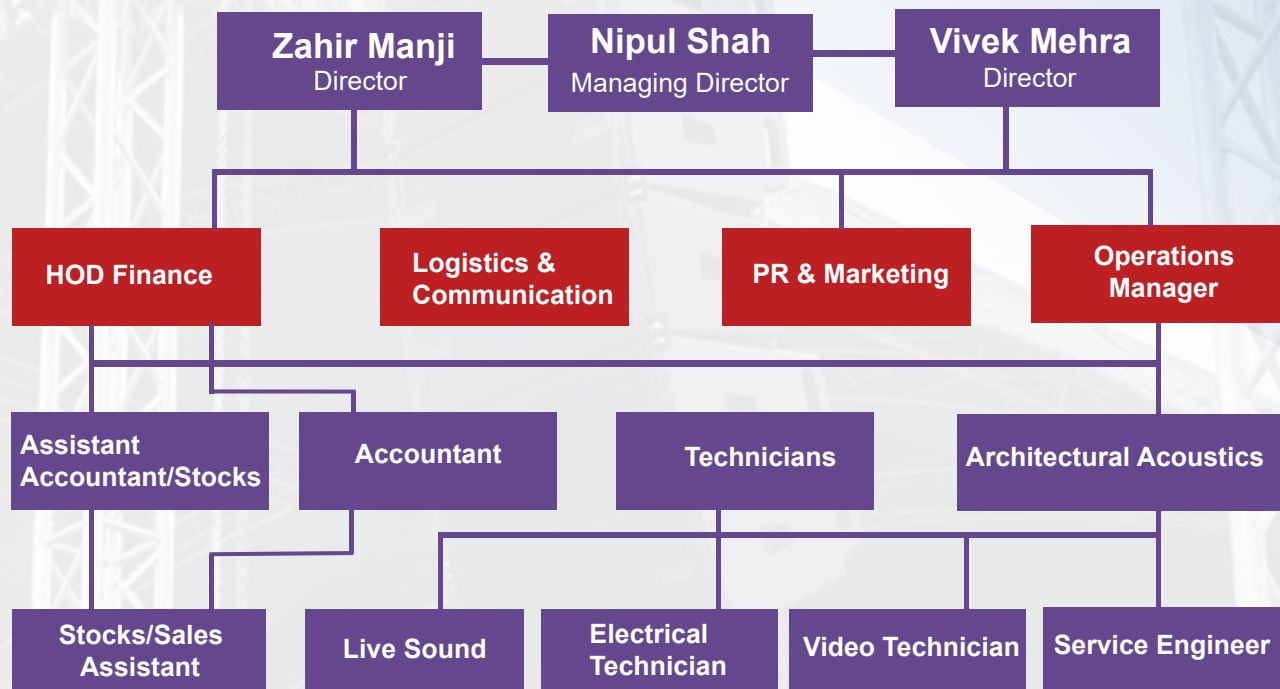 Zahir Manji
Director
Nipul Shah
Managing Director
Vivek Mehra
Director
HOD Finance
Logistics &
Communication
PR & Marketing
Operations
Manager
Assistant
Accountant/Stocks
Accountant
Technicians
Architectural Acoustics
Stocks/Sales
Assistant
Live Sound
Electrical
Technician
Video Technician
Service Engineer